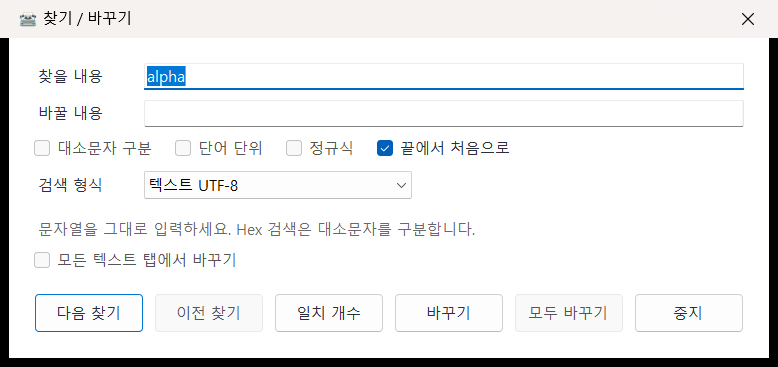 찾기 / 바꾸기
찾을 내용 alpha
바꿀 내용
대소문자 구분 단어 단위 정규식 끝에서 처음으로
검색 형식 텍스트 UTF-8
문자열을 그대로 입력하세요. Hex 검색은 대소문자를 구분합니다.
모든 텍스트 탭에서 바꾸기
다음 찾기 이전 찾기 일치 개수 바꾸기 모두 바꾸기 중지